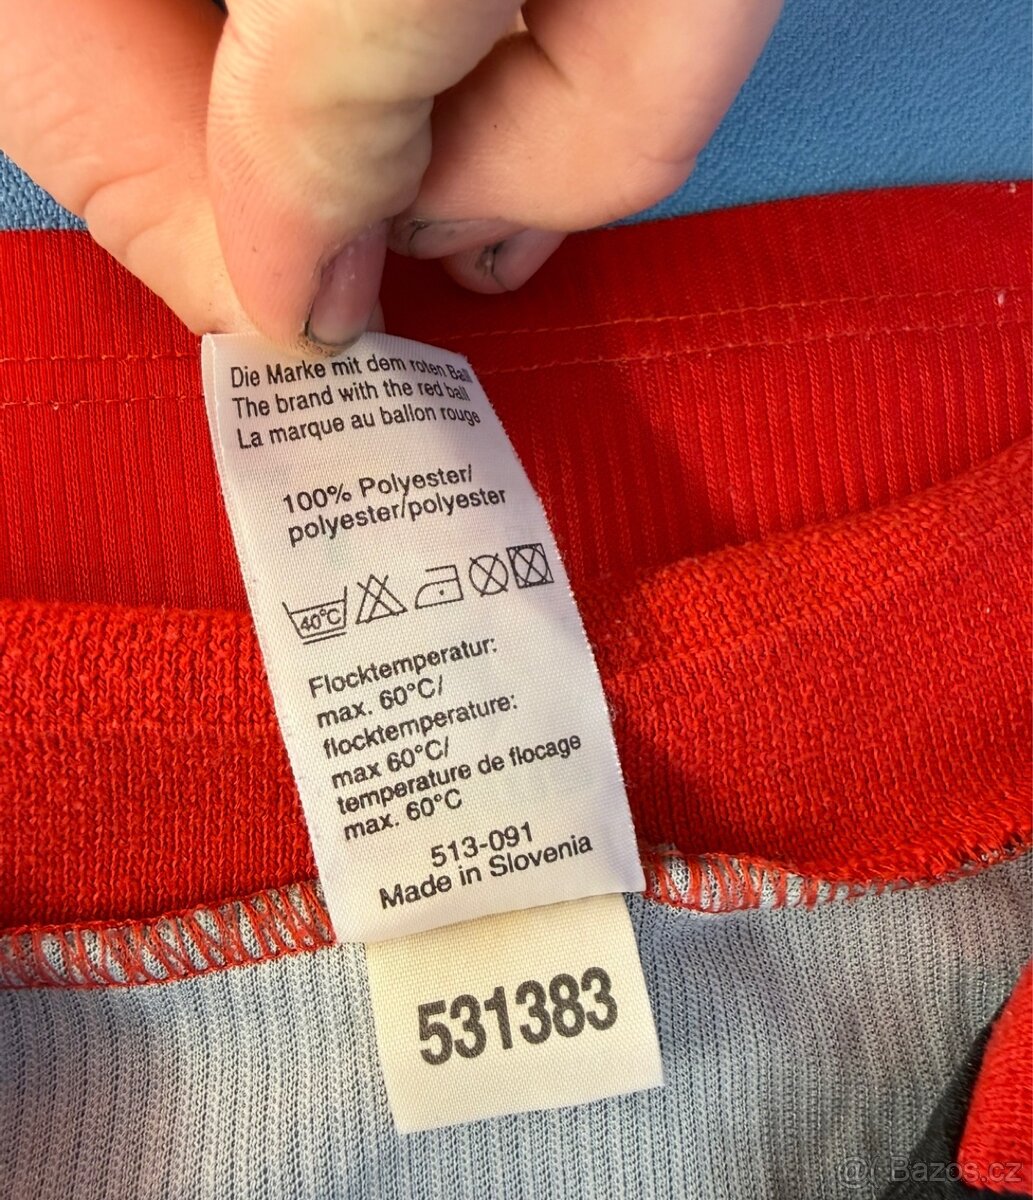 Die Marke mit dem roten Ball
The brand with the red ball
La marque au ballon rouge
100% Polyester/
polyester/polyester
40°C
Flocktemperatur:
max. 60°C/
flocktemperature:
max 60°C/
temperature de flocage
max. 60°C
513-091
Made in Slovenia
531383
@ Bazos.cz